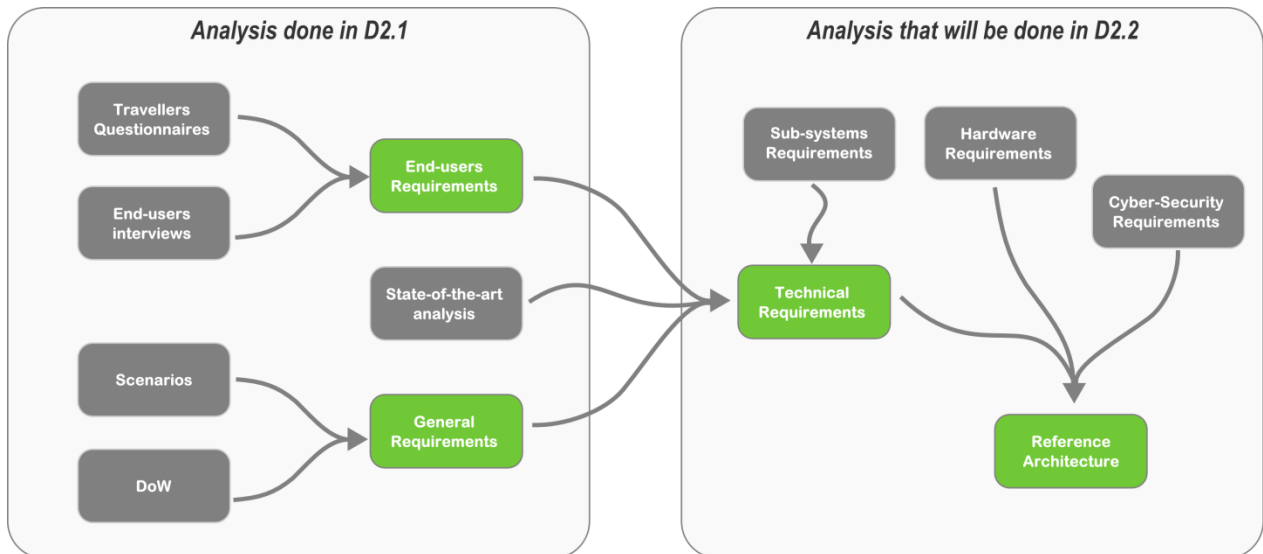 Analysis done in D2.1
Travellers
Questionnaires
End-users
interviews
End-users
Requirements
State-of-the-art
analysis
Scenarios
DoW
General
Requirements
Analysis that will be done in D2.2
Sub-systems
Requirements
Hardware
Requirements
Cyber-Security
Requirements
Technical
Requirements
Reference
Architecture